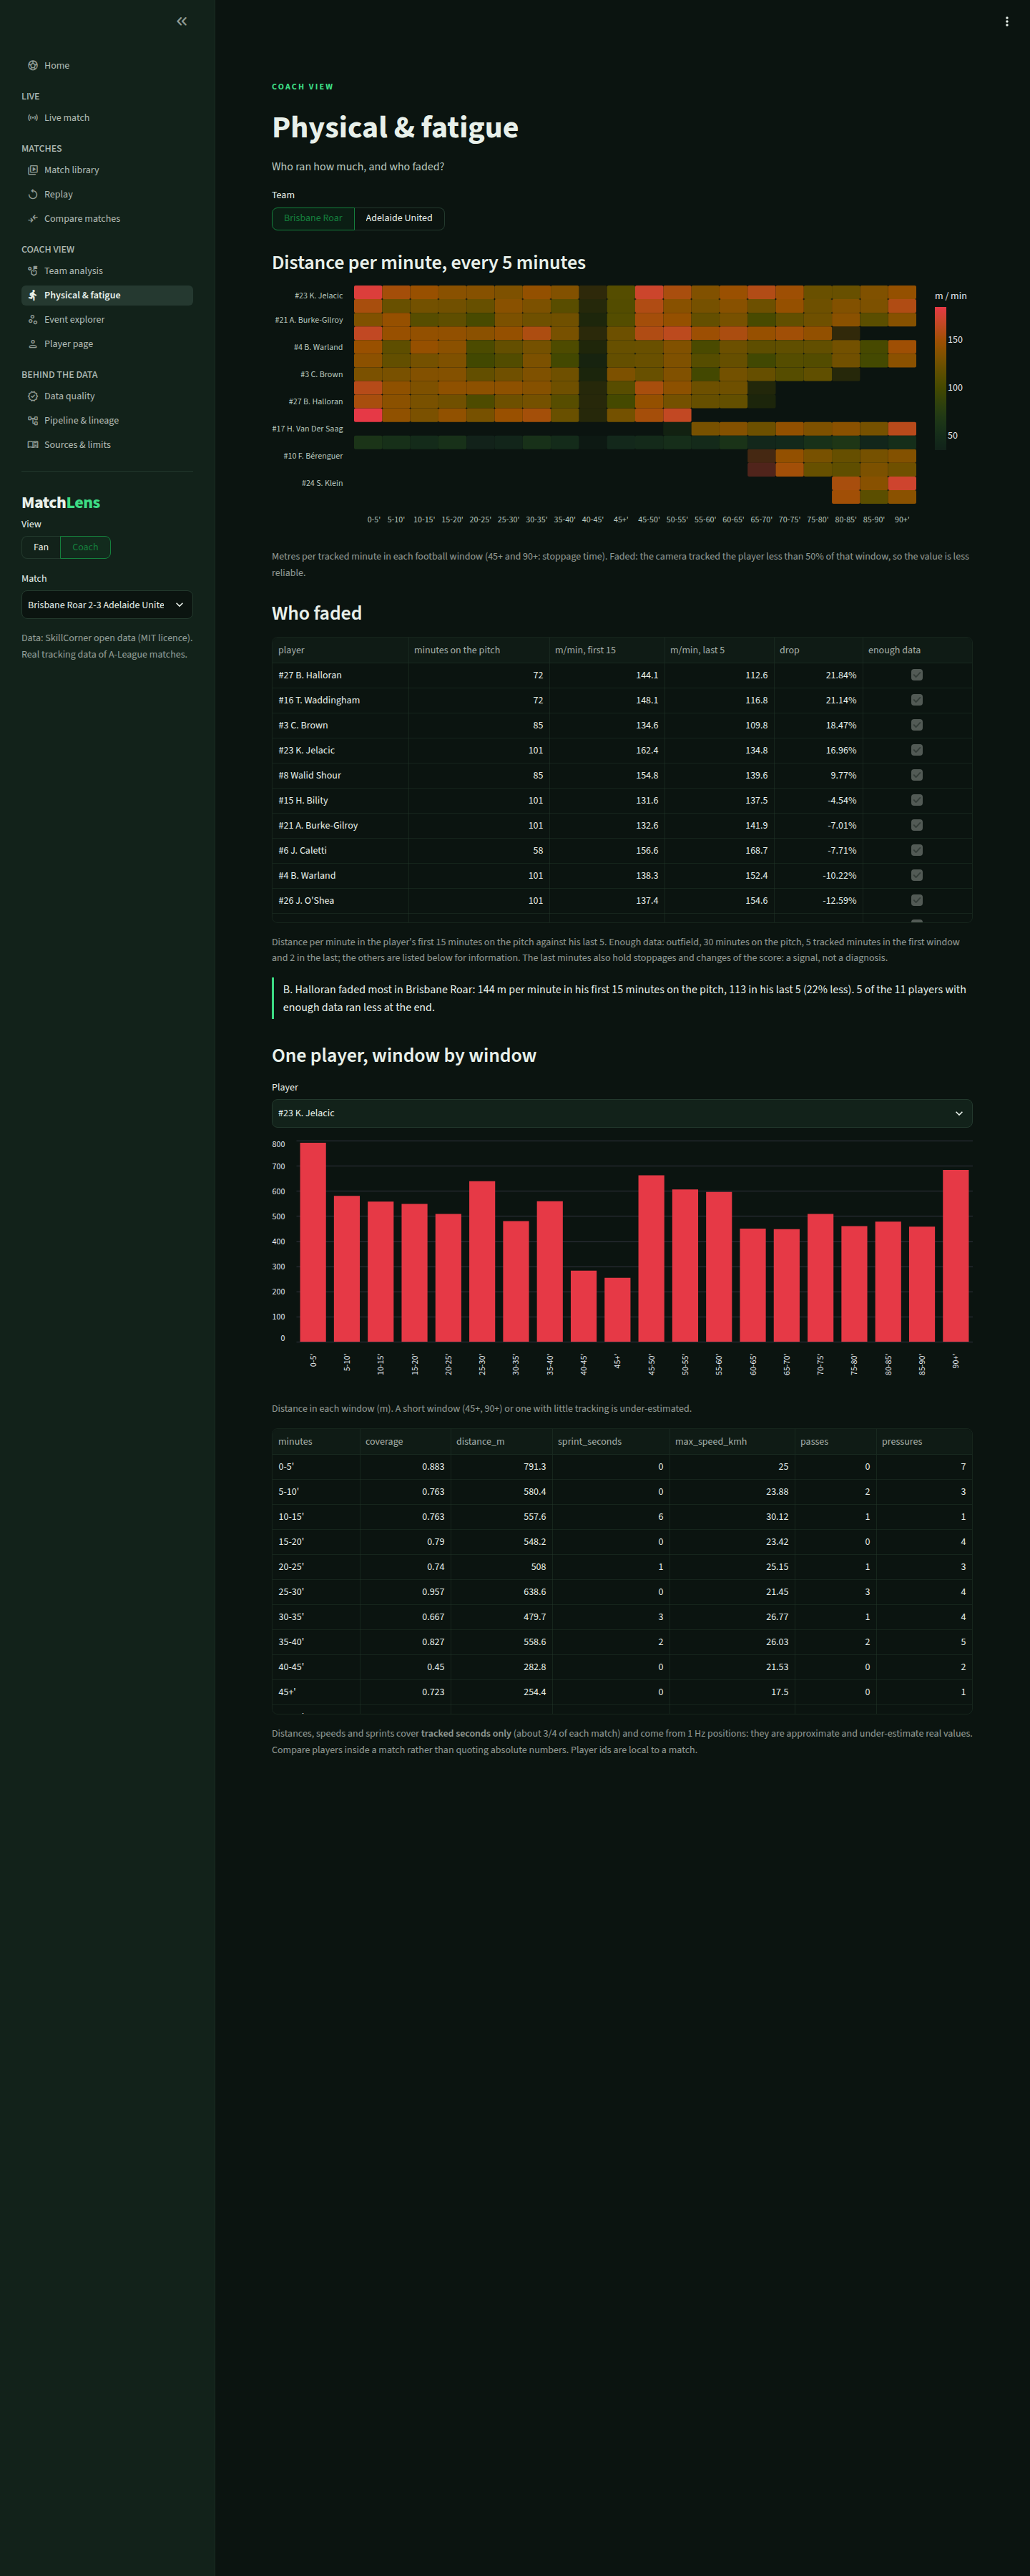 Home
LIVE
Live match
MATCHES
Match library
Replay
Compare matches
COACH VIEW
Team analysis
Physical & fatigue
Event explorer
Player page
BEHIND THE DATA
Data quality
Pipeline & lineage
Sources & limits
MatchLens
View
Fan Coach
Match
Brisbane Roar 2-3 Adelaide Unite
Data: SkillCorner open data (MIT licence).
Real tracking data of A-League matches.
COACH VIEW
Physical & fatigue
Who ran how much, and who faded?
Team
Brisbane Roar Adelaide United
Distance per minute, every 5 minutes
#23 K. Jelacic
#21 A. Burke-Gilroy
#4 B. Warland
#3 C. Brown
#27 B. Halloran
#17 H. Van Der Saag
#10 F. Bérenguer
#24 S. Klein
0-5' 5-10' 10-15' 15-20' 20-25' 25-30' 30-35' 35-40' 40-45' 45+' 45-50' 50-55' 55-60' 60-65' 65-70' 70-75' 75-80' 80-85' 85-90' 90+'
m / min
150
100
50
Metres per tracked minute in each football window (45+ and 90+: stoppage time). Faded: the camera tracked the player less than 50% of that window, so the value is less
reliable.
Who faded
player minutes on the pitch m/min, first 15 m/min, last 5 drop enough data
#27 B. Halloran 72 144.1 112.6 21.84%
#16 T. Waddingham 72 148.1 116.8 21.14%
#3 C. Brown 85 134.6 109.8 18.47%
#23 K. Jelacic 101 162.4 134.8 16.96%
#8 Walid Shour 85 154.8 139.6 9.77%
#15 H. Bility 101 131.6 137.5 -4.54%
#21 A. Burke-Gilroy 101 132.6 141.9 -7.01%
#6 J. Caletti 58 156.6 168.7 -7.71%
#4 B. Warland 101 138.3 152.4 -10.22%
#26 J. O'Shea 101 137.4 154.6 -12.59%
Distance per minute in the player's first 15 minutes on the pitch against his last 5. Enough data: outfield, 30 minutes on the pitch, 5 tracked minutes in the first window
and 2 in the last; the others are listed below for information. The last minutes also hold stoppages and changes of the score: a signal, not a diagnosis.
B. Halloran faded most in Brisbane Roar: 144 m per minute in his first 15 minutes on the pitch, 113 in his last 5 (22% less). 5 of the 11 players with
enough data ran less at the end.
One player, window by window
Player
#23 K. Jelacic
800
700
600
500
400
300
200
100
0
0-5' 5-10' 10-15' 15-20' 20-25' 25-30' 30-35' 35-40' 40-45' 45+' 45-50' 50-55' 55-60' 60-65' 65-70' 70-75' 75-80' 80-85' 85-90' 90+'
Distance in each window (m). A short window (45+, 90+) or one with little tracking is under-estimated.
minutes coverage distance_m sprint_seconds max_speed_kmh passes pressures
0-5' 0.883 791.3 0 25 0 7
5-10' 0.763 580.4 0 23.88 2 3
10-15' 0.763 557.6 6 30.12 1 1
15-20' 0.79 548.2 0 23.42 0 4
20-25' 0.74 508 1 25.15 1 3
25-30' 0.957 638.6 0 21.45 3 4
30-35' 0.667 479.7 3 26.77 1 4
35-40' 0.827 558.6 2 26.03 2 5
40-45' 0.45 282.8 0 21.53 0 2
45+' 0.723 254.4 0 17.5 0 1
Distances, speeds and sprints cover tracked seconds only (about 3/4 of each match) and come from 1 Hz positions: they are approximate and under-estimate real values.
Compare players inside a match rather than quoting absolute numbers. Player ids are local to a match.